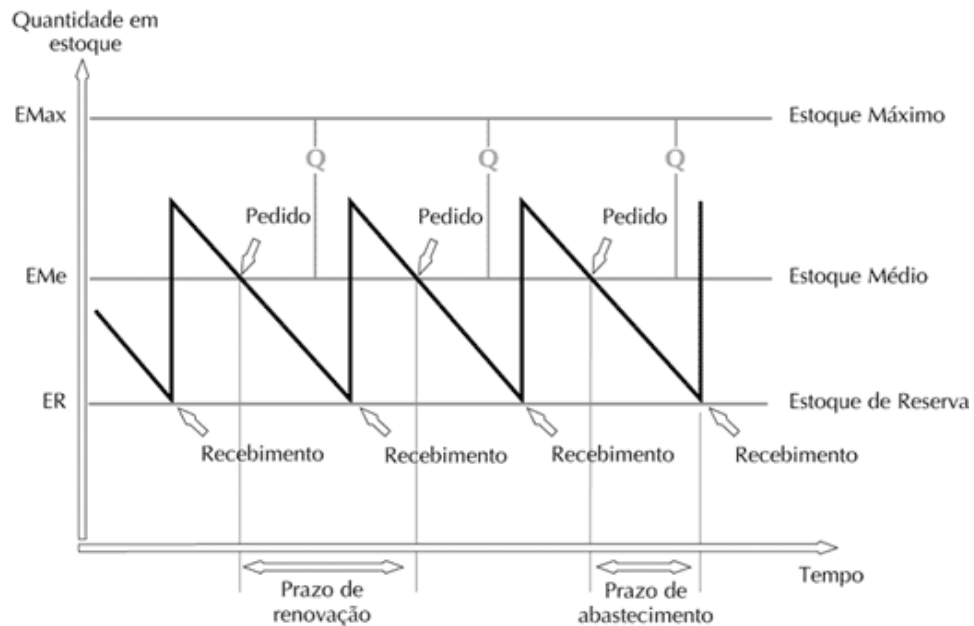 Quantidade em
estoque
EMax
Estoque Máximo
Q
Q
Q
Pedido
Pedido
Pedido
EMe
Estoque Médio
ER
Estoque de Reserva
Recebimento
Recebimento
Recebimento
Recebimento
Tempo
Prazo de
renovação
Prazo de
abastecimento